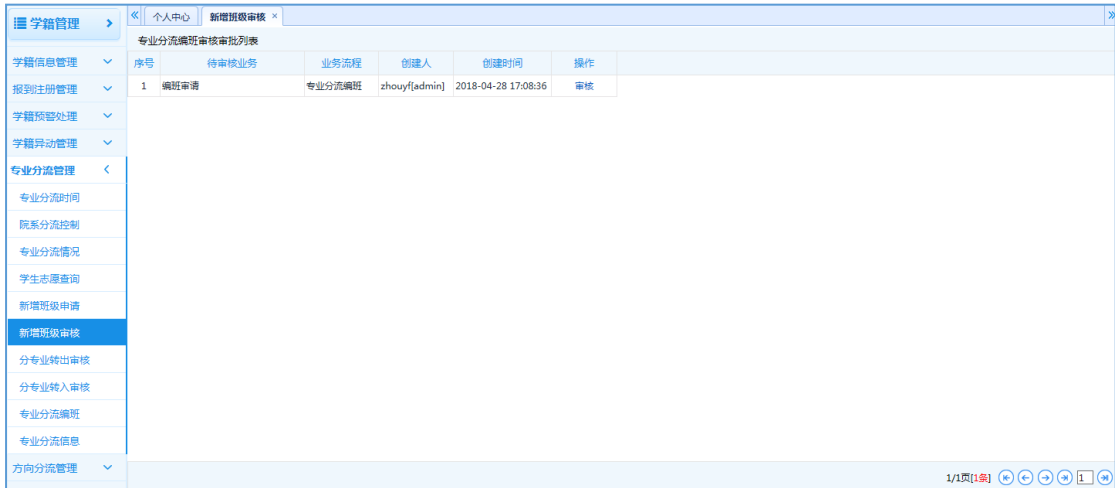 学籍管理
个人中心 新增班级审核 ×
专业分流编班审核审批列表
序号 待审核业务 业务流程 创建人 创建时间 操作
1 编班审请 专业分流编班 zhouyf[admin] 2018-04-28 17:08:36 审核
学籍信息管理
报到注册管理
学籍预警处理
学籍异动管理
专业分流管理
专业分流时间
院系分流控制
专业分流情况
学生志愿查询
新增班级申请
新增班级审核
分专业转出审核
分专业转入审核
专业分流编班
专业分流信息
方向分流管理
1/1页[1条] 1